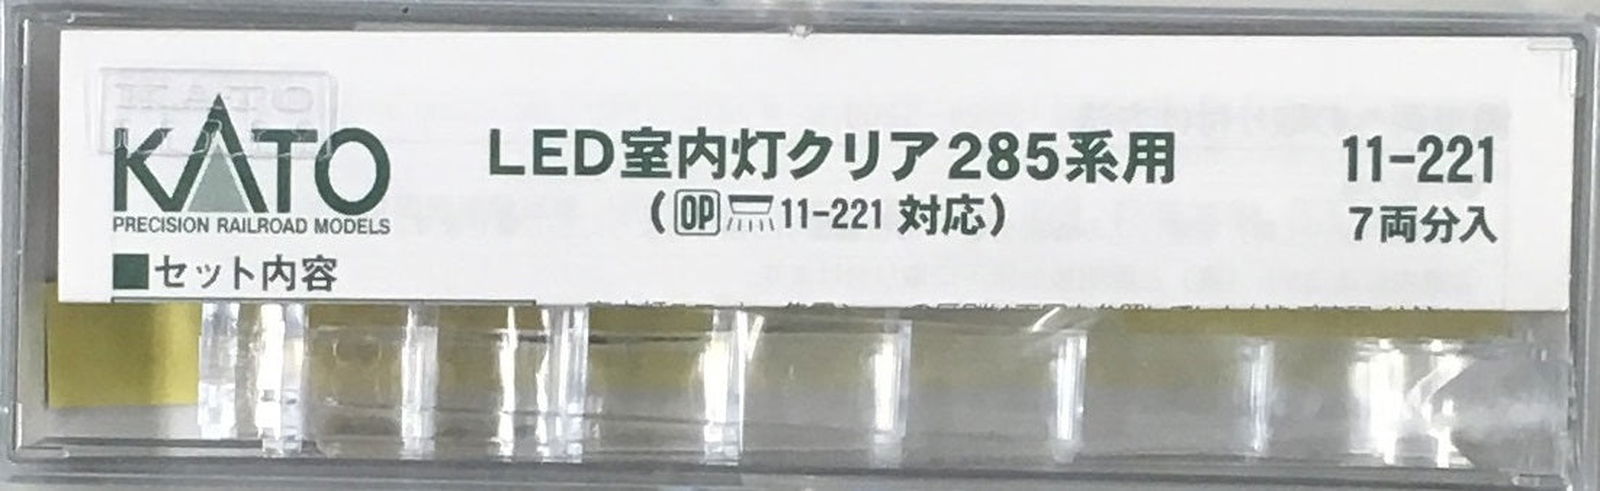 KATO
PRECISION RAILROAD MODELS
LED室内灯クリア285系用
(OP 11-221 対応)
11-221
7両分入
■セット内容